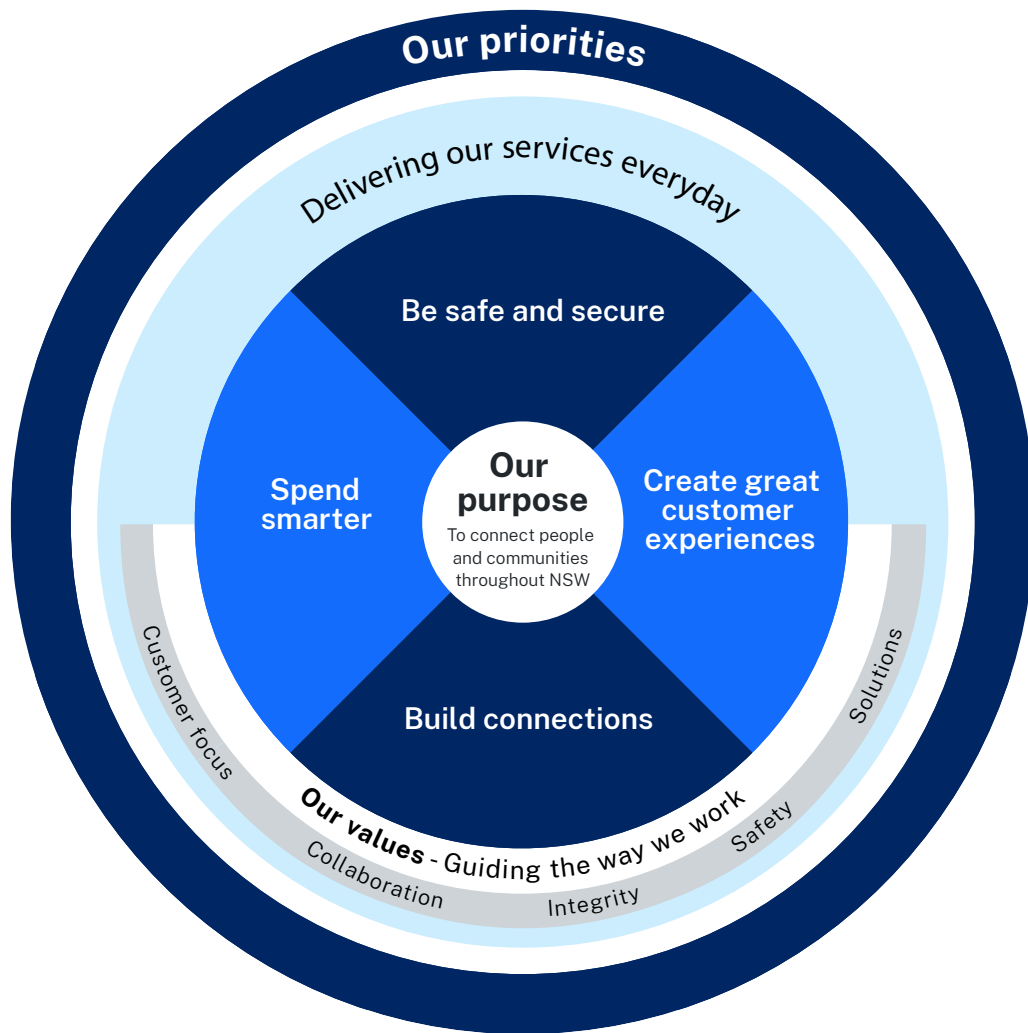 Our priorities
Delivering our services everyday
Be safe and secure
Spend
smarter
Our
purpose
To connect people
and communities
throughout NSW
Create great
customer
experiences
Build connections
Our values - Guiding the way we work
Customer focus
Collaboration
Integrity
Safety
Solutions